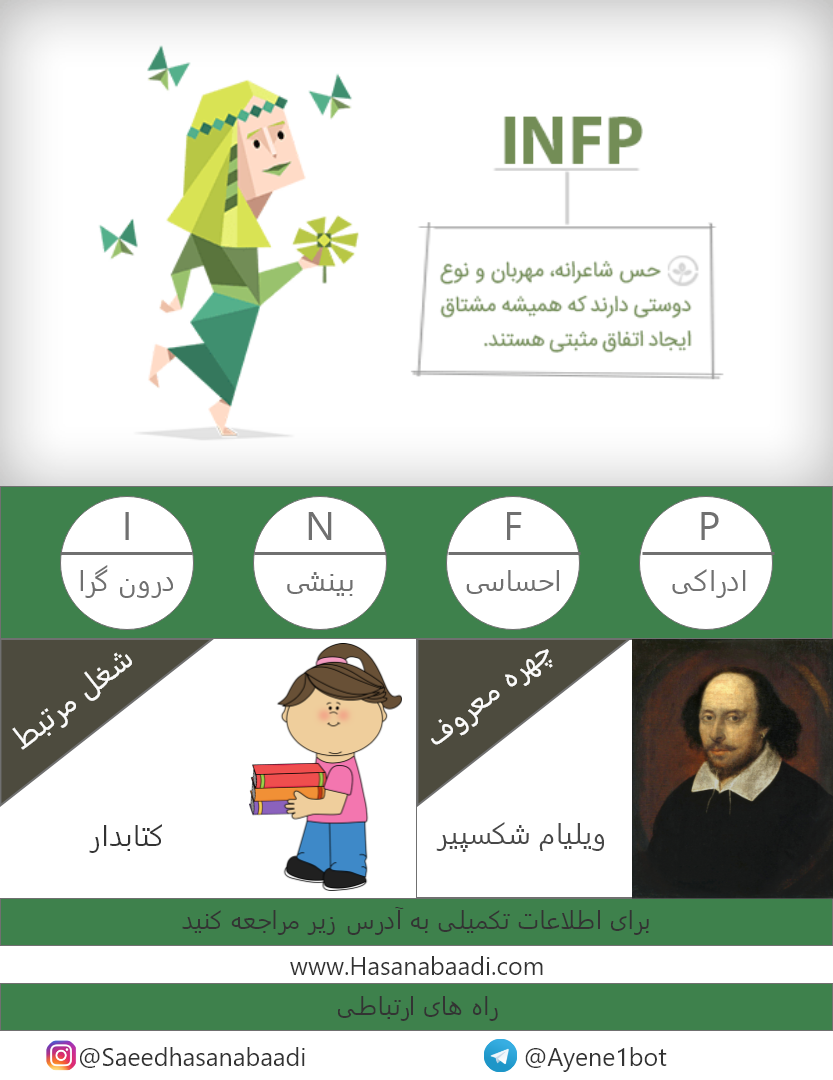 INFP
حس شاعرانه، مهربان و نوع
دوستی دارند که همیشه مشتاق
ایجاد اتفاق مثبتی هستند.
I
درون گرا
N
بینشی
F
احساسی
P
ادراکی
شغل مرتبط
کتابدار
چهره معروف
ویلیام شکسپیر
برای اطلاعات تکمیلی به آدرس زیر مراجعه کنید
www.Hasanabaadi.com
راه های ارتباطی
@Saeedhasanabaadi
@Ayene1bot